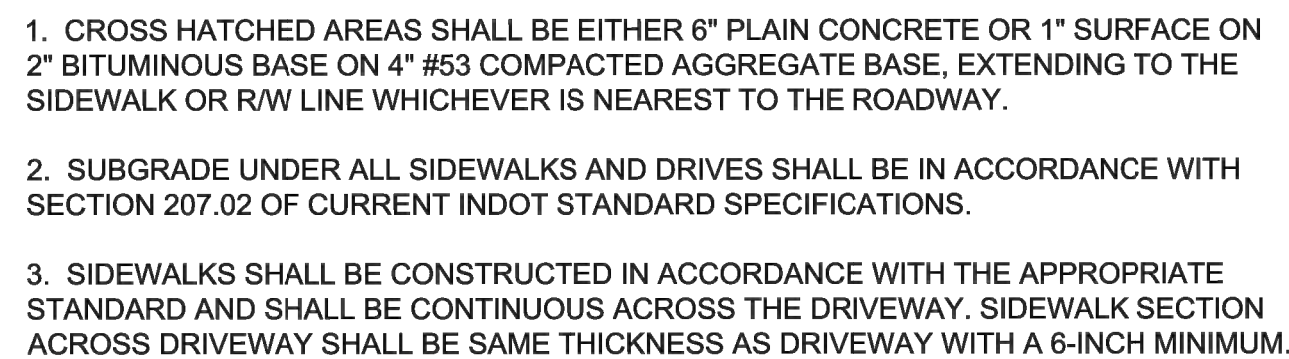 1. CROSS HATCHED AREAS SHALL BE EITHER 6" PLAIN CONCRETE OR 1" SURFACE ON
2" BITUMINOUS BASE ON 4" #53 COMPACTED AGGREGATE BASE, EXTENDING TO THE
SIDEWALK OR R/W LINE WHICHEVER IS NEAREST TO THE ROADWAY.
2. SUBGRADE UNDER ALL SIDEWALKS AND DRIVES SHALL BE IN ACCORDANCE WITH
SECTION 207.02 OF CURRENT INDOT STANDARD SPECIFICATIONS.
3. SIDEWALKS SHALL BE CONSTRUCTED IN ACCORDANCE WITH THE APPROPRIATE
STANDARD AND SHALL BE CONTINUOUS ACROSS THE DRIVEWAY. SIDEWALK SECTION
ACROSS DRIVEWAY SHALL BE SAME THICKNESS AS DRIVEWAY WITH A 6-INCH MINIMUM.